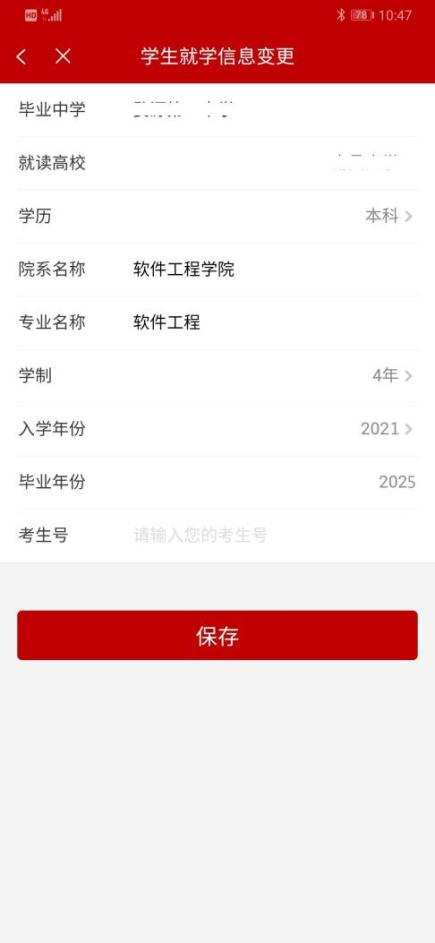 HD 4G 78 10:47
学生就学信息变更
毕业中学
就读高校
学历 本科
院系名称 软件工程学院
专业名称 软件工程
学制 4年
入学年份 2021
毕业年份 2025
考生号 请输入您的考生号
保存